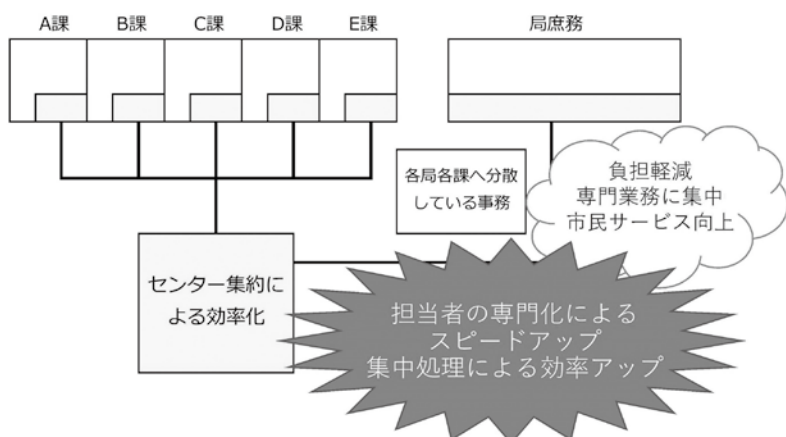 A課
B課
C課
D課
E課
局庶務
各局各課へ分散
している事務
負担軽減
専門業務に集中
市民サービス向上
センター集約に
よる効率化
担当者の専門化による
スピードアップ
集中処理による効率アップ